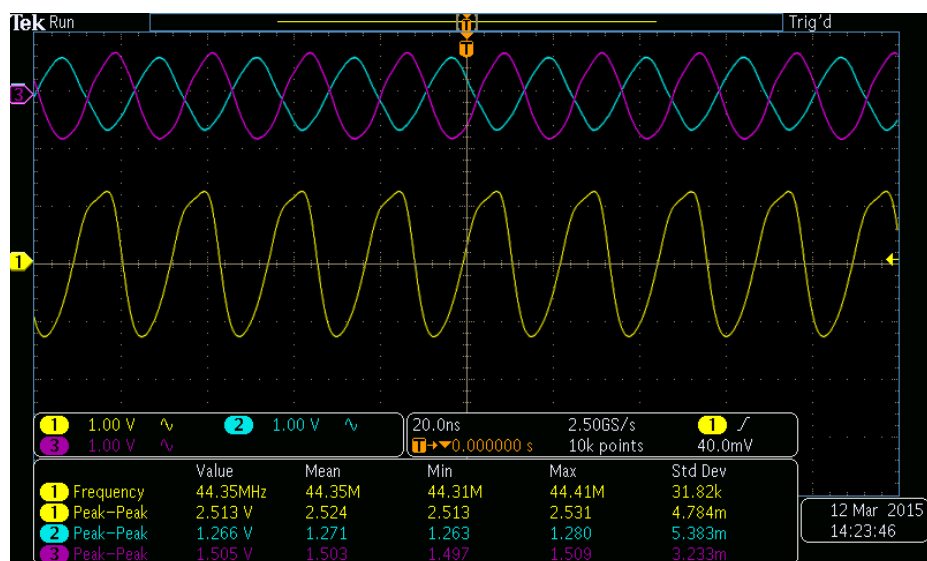 Tek Run T Trig'd
T
3
1
1 1.00 V 2 1.00 V 20.0ns 2.50GS/s 1
3 1.00 V T→▼0.000000 s 10k points 40.0mV
Value Mean Min Max Std Dev
1 Frequency 44.35MHz 44.35M 44.31M 44.41M 31.82k
1 Peak–Peak 2.513 V 2.524 2.513 2.531 4.784m
2 Peak–Peak 1.266 V 1.271 1.263 1.280 5.383m
3 Peak–Peak 1.505 V 1.503 1.497 1.509 3.233m
12 Mar 2015
14:23:46